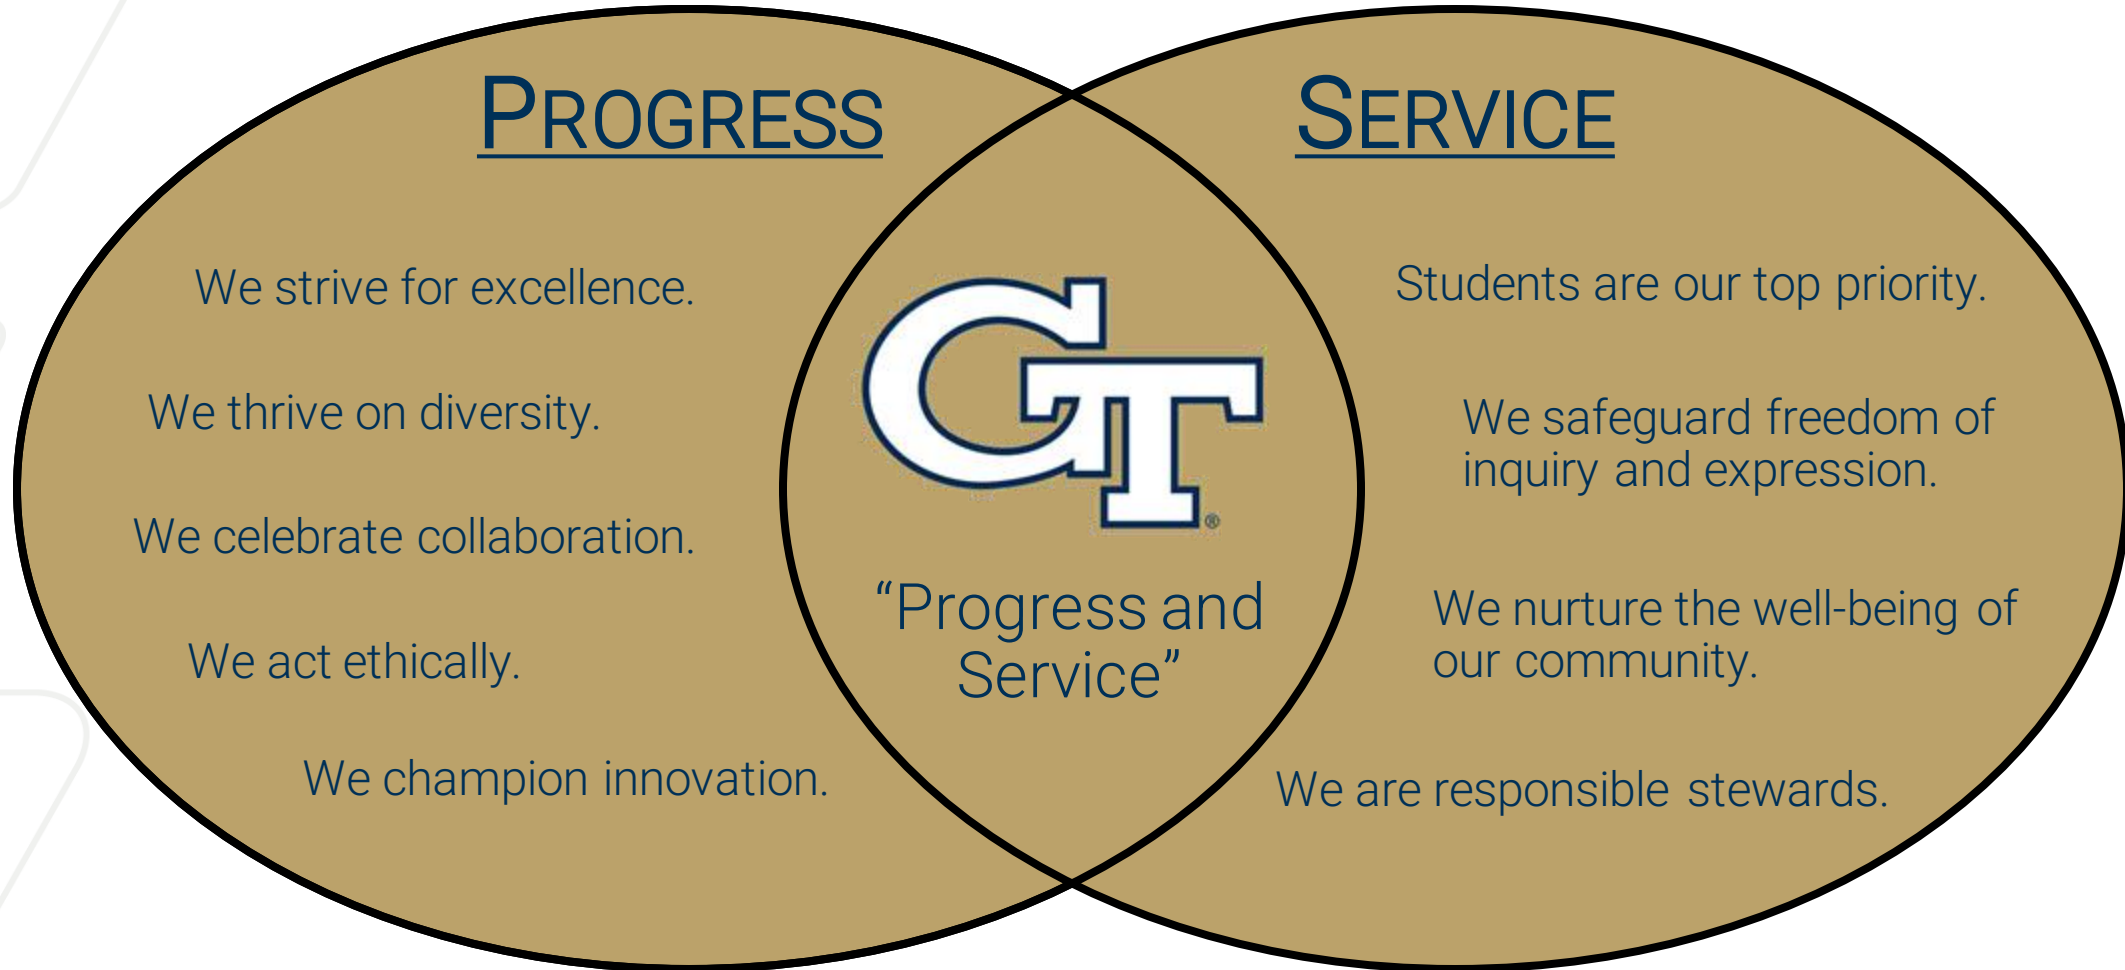 PROGRESS
We strive for excellence.
We thrive on diversity.
We celebrate collaboration.
We act ethically.
We champion innovation.
GT
®
“Progress and
Service”
SERVICE
Students are our top priority.
We safeguard freedom of
inquiry and expression.
We nurture the well-being of
our community.
We are responsible stewards.